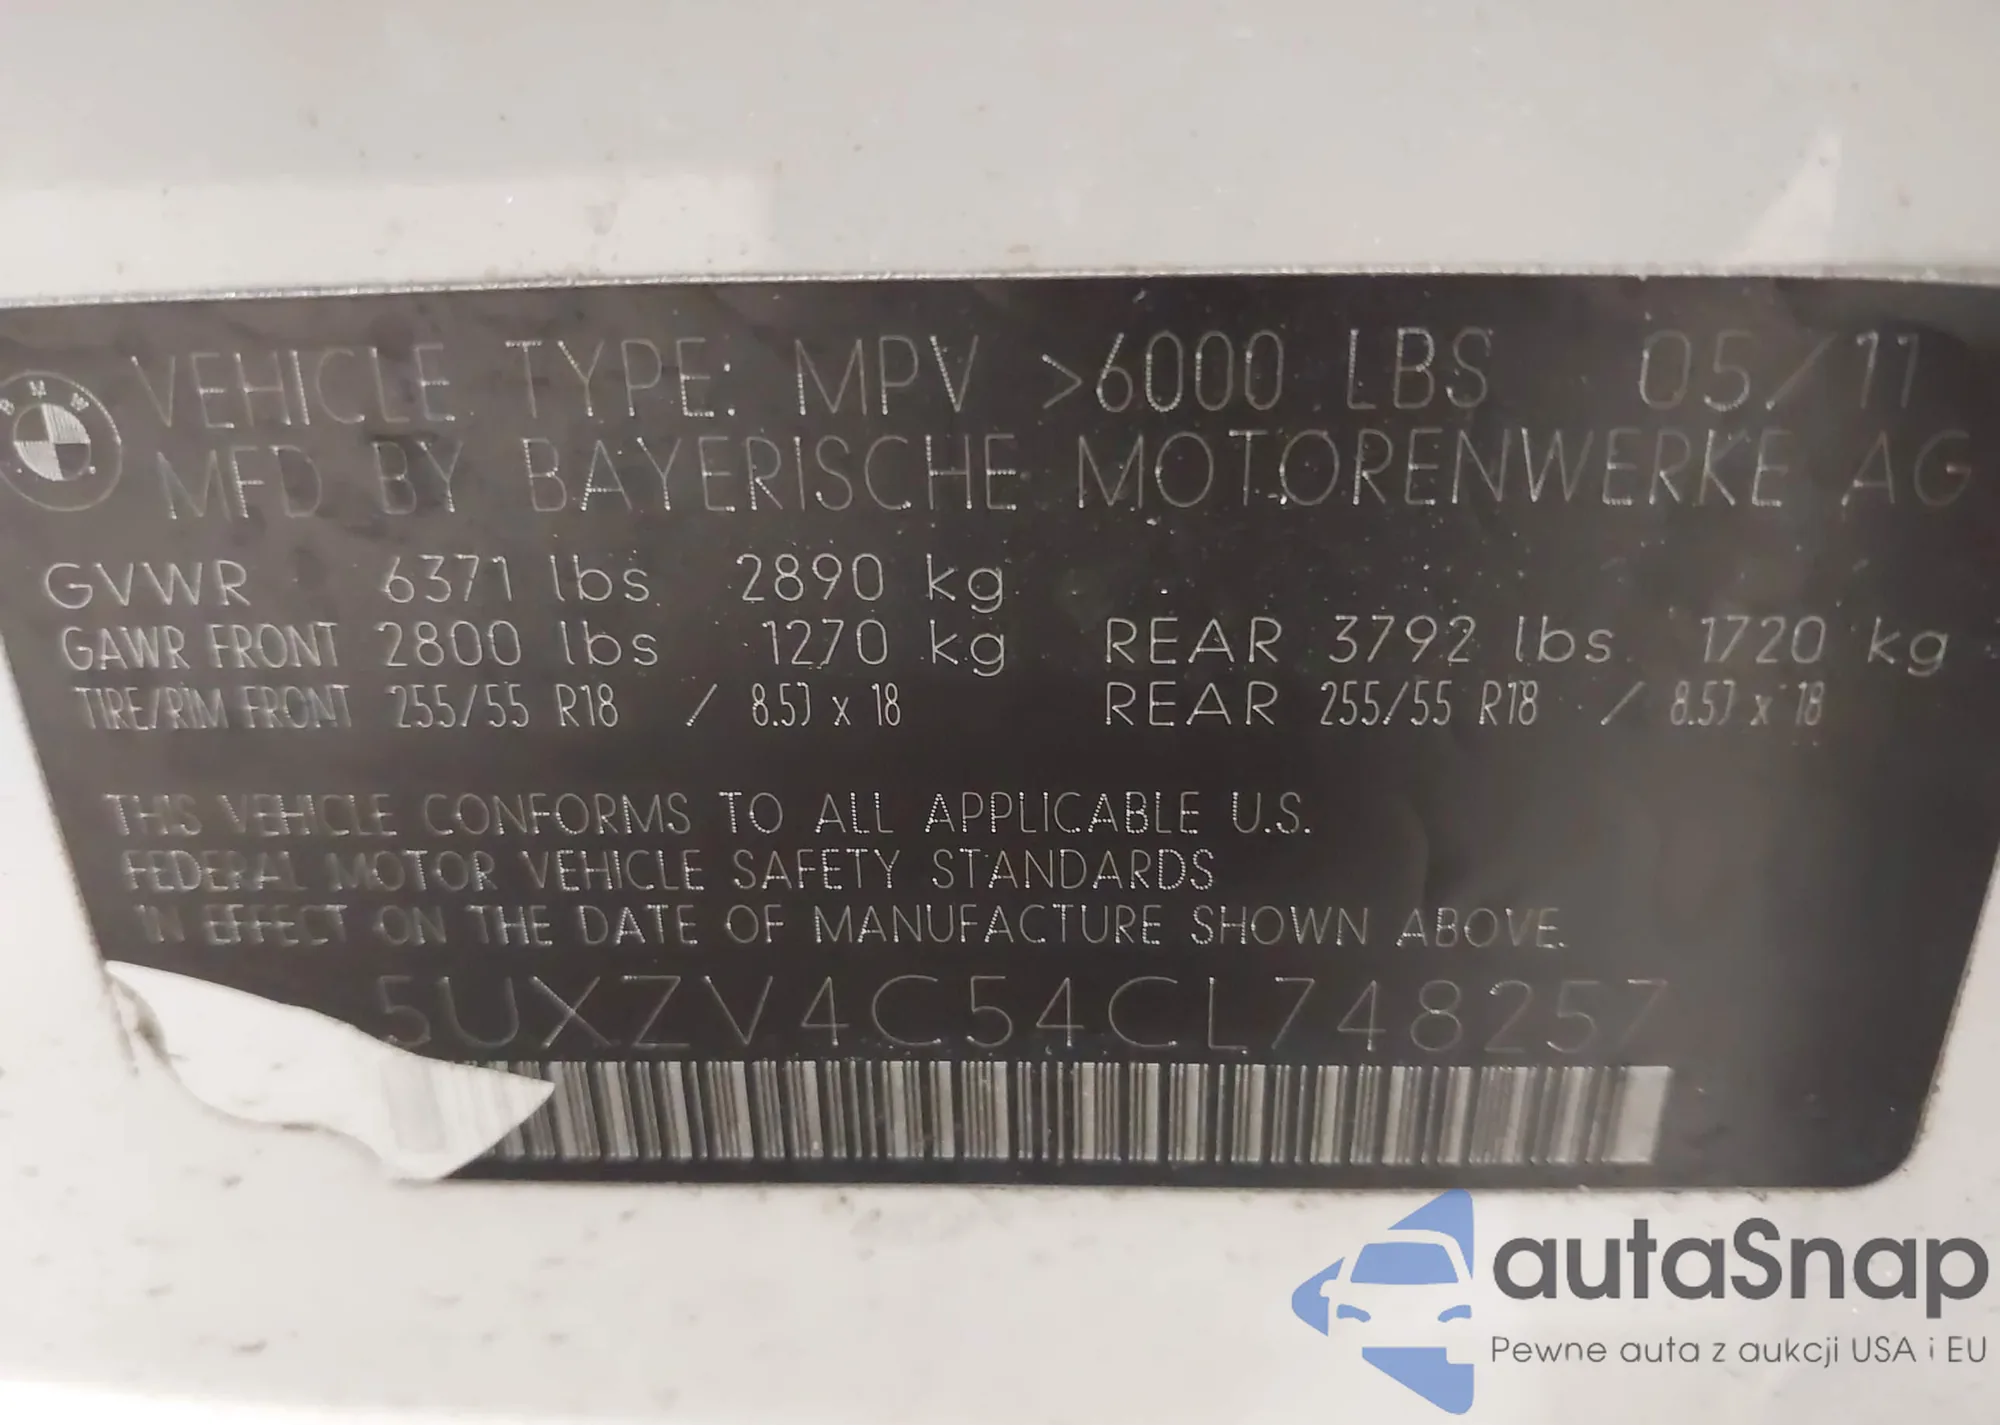 BMW
VEHICLE TYPE: MPV >6000 LBS 05/11
MFD BY BAYERISCHE MOTORENWERKE AG
GVWR 6371 lbs 2890 kg
GAWR FRONT 2800 lbs 1270 kg REAR 3792 lbs 1720 kg
TIRE/RIM FRONT 255/55 R18 / 8.5J x 18 REAR 255/55 R18 / 8.5J x 18
THIS VEHICLE CONFORMS TO ALL APPLICABLE U.S.
FEDERAL MOTOR VEHICLE SAFETY STANDARDS
IN EFFECT ON THE DATE OF MANUFACTURE SHOWN ABOVE.
5UXZV4C54CL748257
autaSnap
Pewne auta z aukcji USA i EU